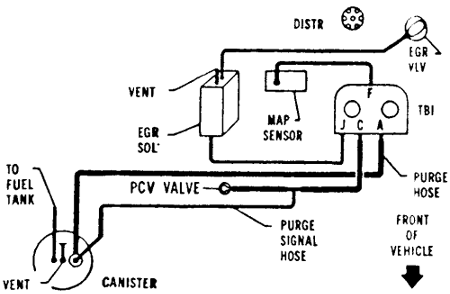 DISTR
EGR
VLV
VENT
F
TBI
MAP
SENSOR
J C A
EGR
SOL
TO
FUEL
TANK
PCV VALVE
PURGE
HOSE
PURGE
SIGNAL
HOSE
FRONT
OF
VEHICLE
VENT
CANISTER